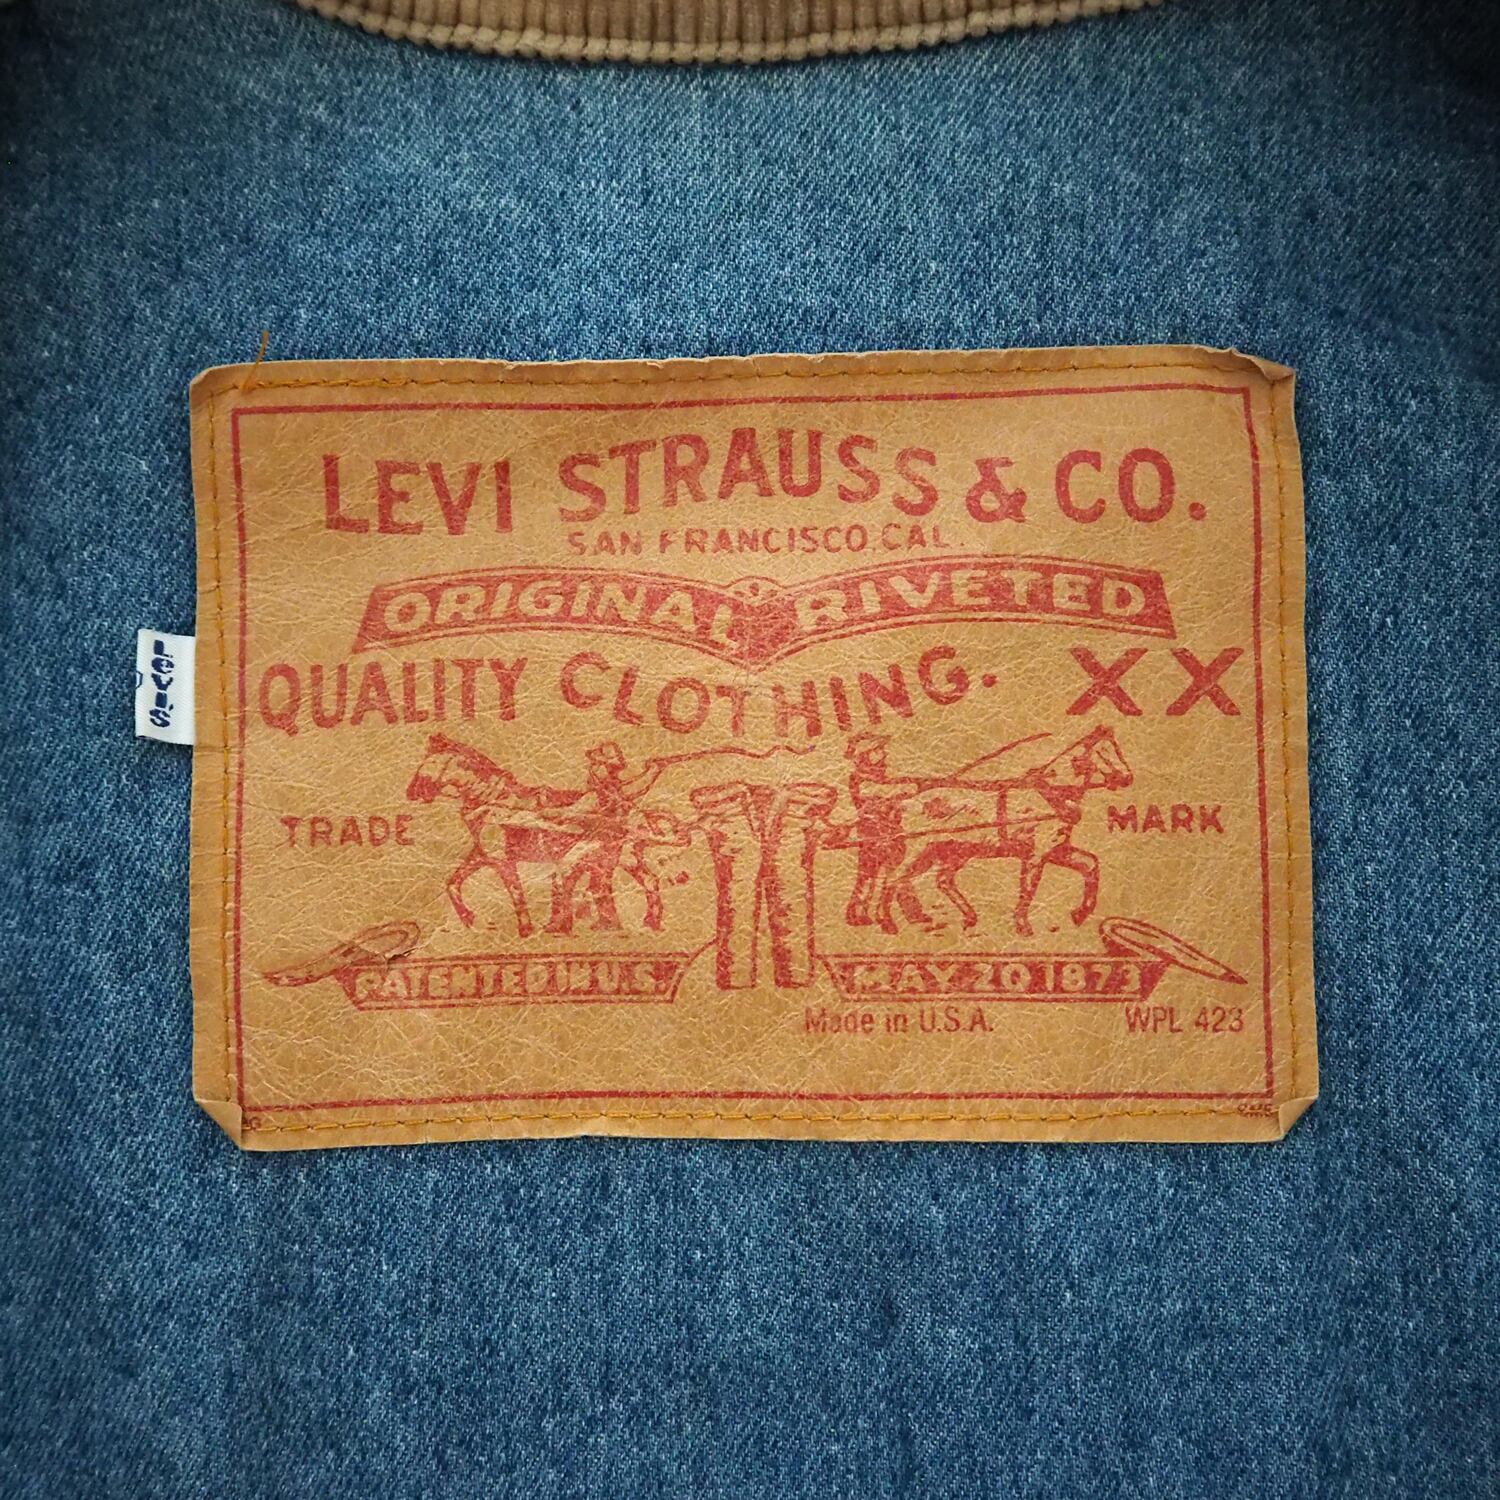 LEVI STRAUSS & CO.
SAN FRANCISCO, CAL.
ORIGINAL RIVETED
QUALITY CLOTHING. XX
LEVI'S
TRADE MARK
PATENTED IN U.S. MAY 20 1873
Made in U.S.A. WPL 423